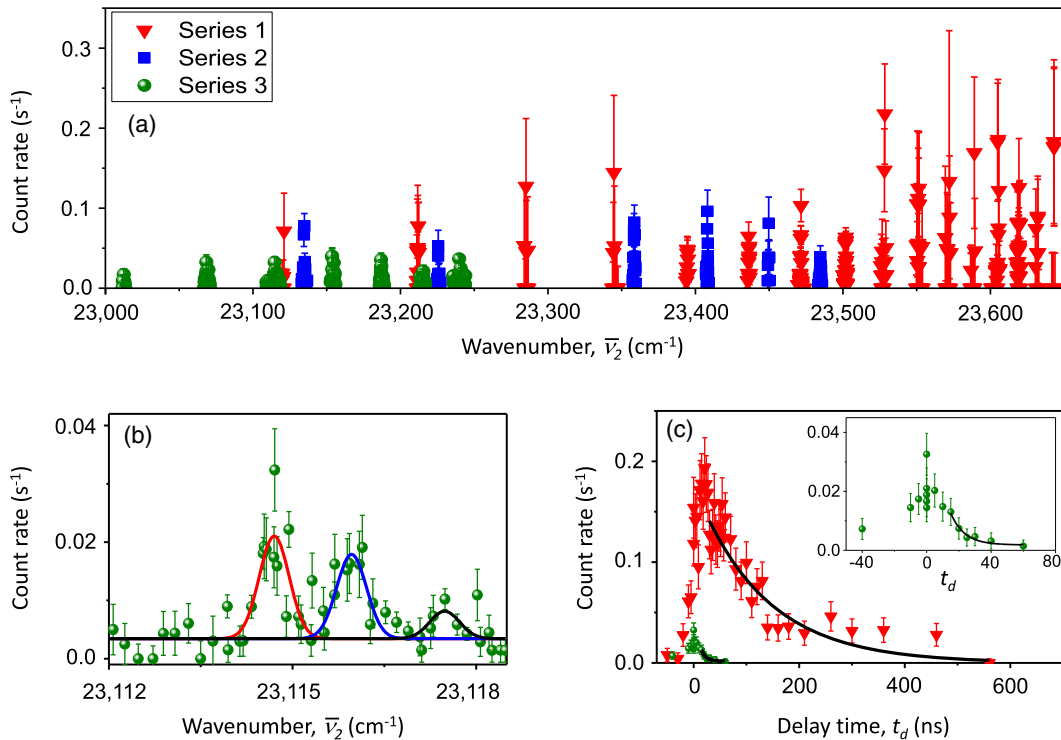 Series 1
Series 2
Series 3
(a)
0.3
0.2
0.1
0.0
Count rate (s⁻¹)
23,000 23,100 23,200 23,300 23,400 23,500 23,600
Wavenumber, ν̅₂ (cm⁻¹)
(b)
0.04
0.02
0.0
Count rate (s⁻¹)
23,112 23,115 23,118
Wavenumber, ν̅₂ (cm⁻¹)
(c)
0.2
0.1
0.0
Count rate (s⁻¹)
0 200 400 600
Delay time, t_d (ns)
0.04
0.02
0.0
-40 0 40 80
t_d